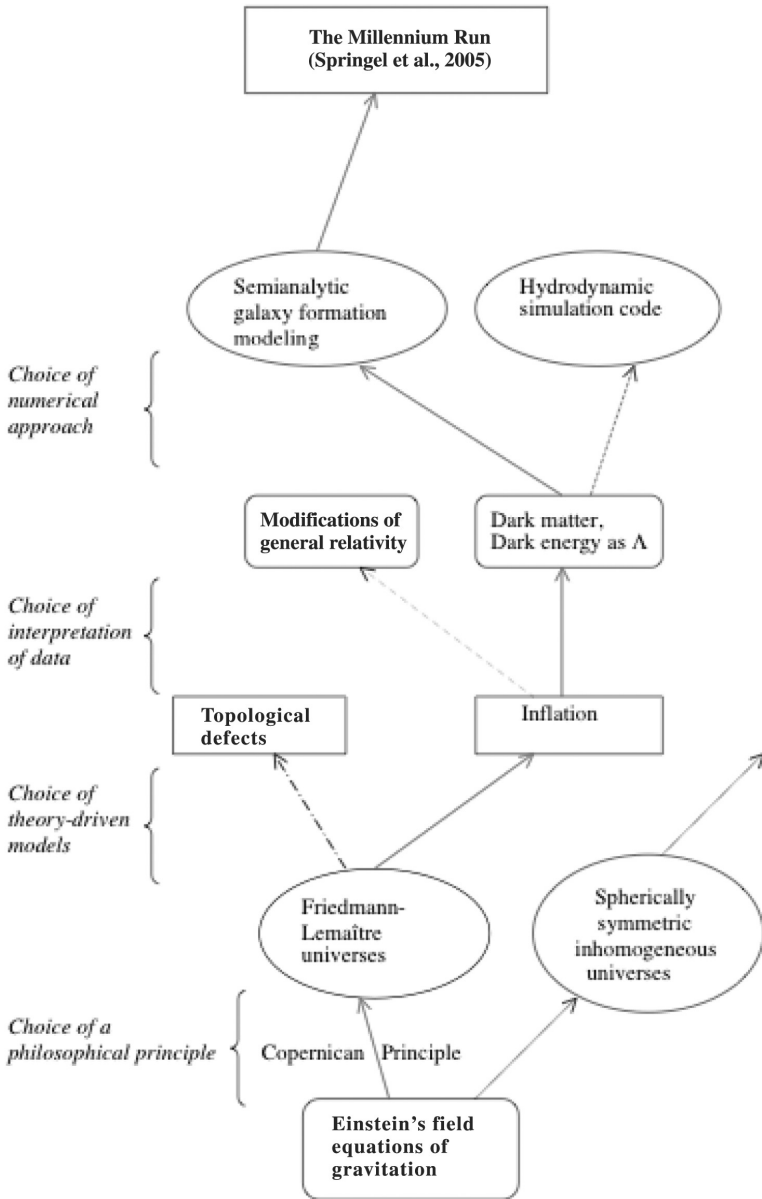 The Millennium Run
(Springel et al., 2005)
Semianalytic
galaxy formation
modeling
Hydrodynamic
simulation code
Choice of
numerical
approach
Modifications of
general relativity
Dark matter,
Dark energy as Λ
Choice of
interpretation
of data
Topological
defects
Inflation
Choice of
theory-driven
models
Friedmann-
Lemaître
universes
Spherically
symmetric
inhomogeneous
universes
Choice of a
philosophical principle
Copernican Principle
Einstein’s field
equations of
gravitation